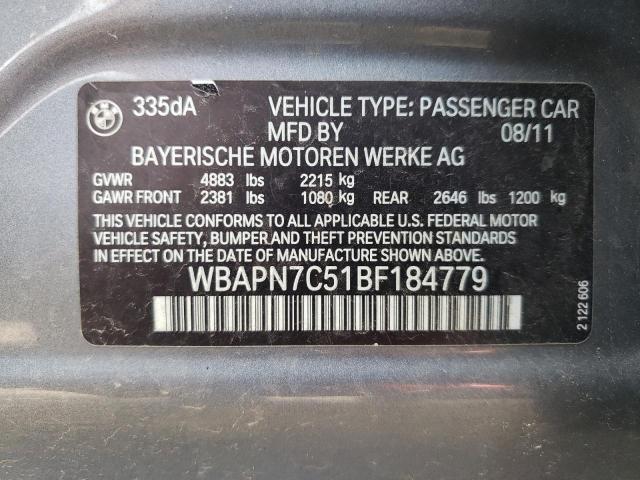 BMW
335dA VEHICLE TYPE: PASSENGER CAR
MFD BY 08/11
BAYERISCHE MOTOREN WERKE AG
GVWR 4883 lbs 2215 kg
GAWR FRONT 2381 lbs 1080 kg REAR 2646 lbs 1200 kg
THIS VEHICLE CONFORMS TO ALL APPLICABLE U.S. FEDERAL MOTOR
VEHICLE SAFETY, BUMPER AND THEFT PREVENTION STANDARDS
IN EFFECT ON THE DATE OF MANUFACTURE SHOWN ABOVE.
WBAPN7C51BF184779
2 122 606